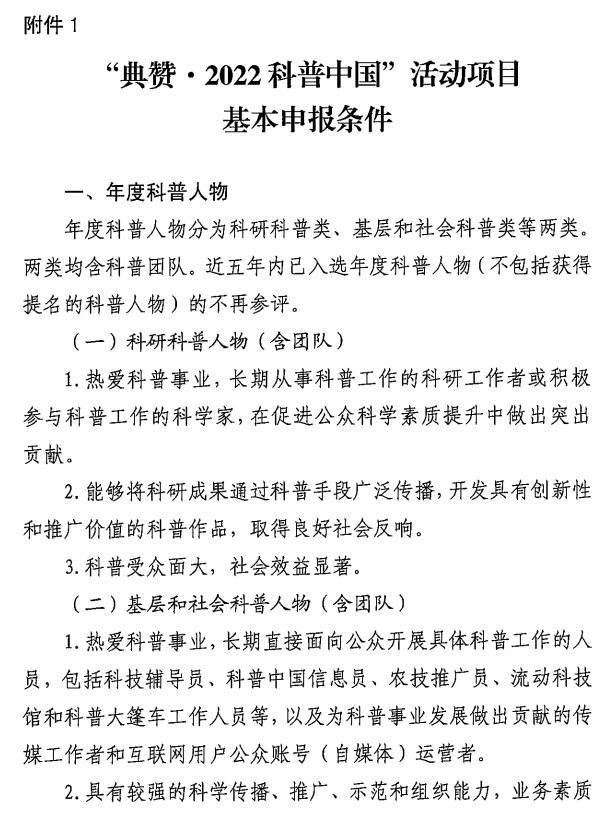 附件 1
“典赞·2022 科普中国”活动项目
基本申报条件
一、年度科普人物
年度科普人物分为科研科普类、基层和社会科普类等两类。
两类均含科普团队。近五年内已入选年度科普人物(不包括获得
提名的科普人物)的不再参评。
(一)科研科普人物(含团队)
1. 热爱科普事业,长期从事科普工作的科研工作者或积极
参与科普工作的科学家,在促进公众科学素质提升中做出突出
贡献。
2. 能够将科研成果通过科普手段广泛传播,开发具有创新性
和推广价值的科普作品，取得良好社会反响。
3. 科普受众面大，社会效益显著。
(二)基层和社会科普人物(含团队)
1. 热爱科普事业,长期直接面向公众开展具体科普工作的人
员，包括科技辅导员、科普中国信息员、农技推广员、流动科技
馆和科普大篷车工作人员等,以及为科普事业发展做出贡献的传
媒工作者和互联网用户公众账号（自媒体）运营者。
2. 具有较强的科学传播、推广、示范和组织能力，业务素质